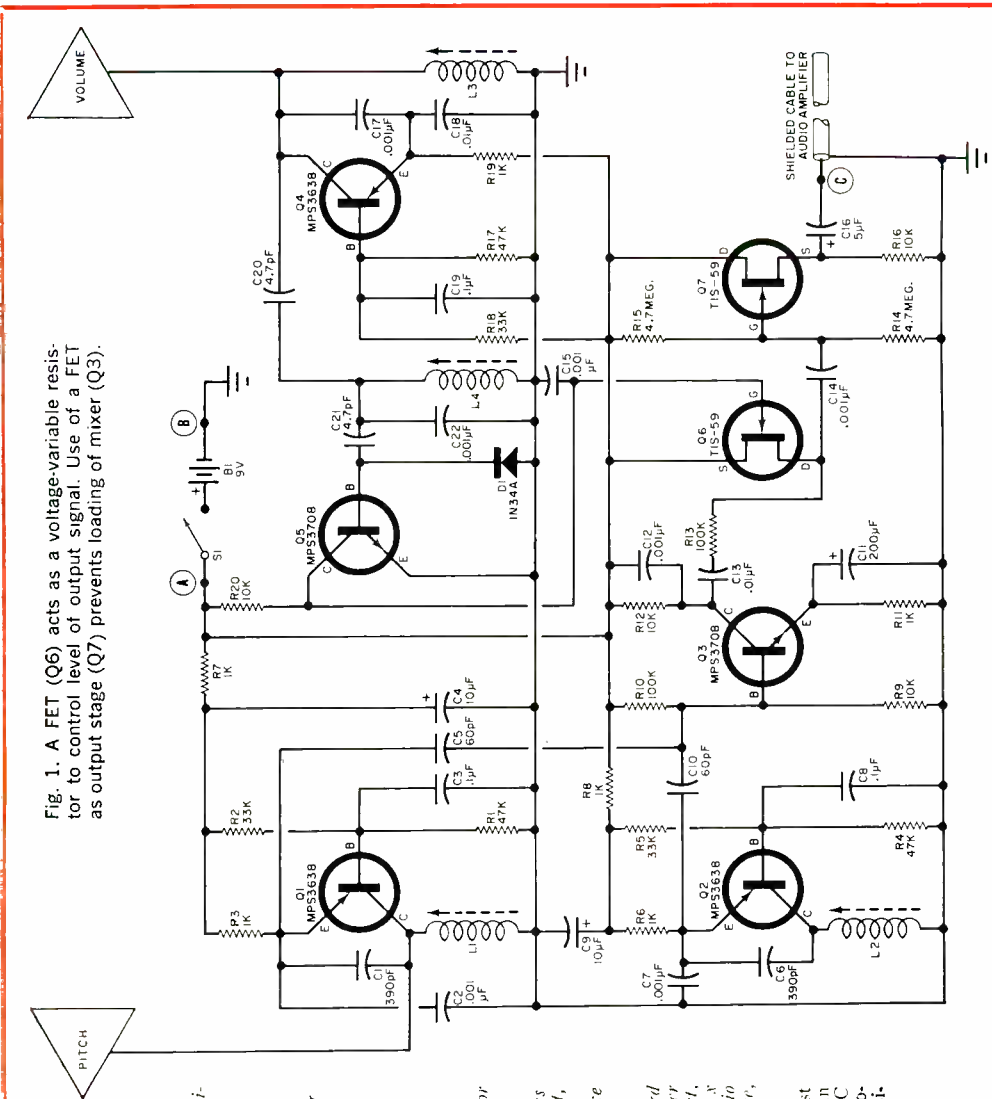 Fig. 1. A FET (Q6) acts as a voltage-variable resis-
tor to control level of output signal. Use of a FET
as output stage (Q7) prevents loading of mixer (Q3).
PITCH
VOLUME
A
S1
+
B1
9V
B
R7
1K
R20
10K
R3
1K
R2
33K
Q1
MPS3638
E
B
C
C1
390pF
L1
C2
.001
µF
R1
47K
C3
.1µF
C5
60pF
C4
10µF
+
Q5
MPS3708
C
B
E
C21
4.7pF
C22
.001µF
D1
1N34A
L4
C20
4.7pF
Q4
MPS3638
C
B
E
C17
.001µF
C18
.01µF
L3
C19
.1µF
R18
33K
R17
47K
R19
1K
C15
.001
µF
C9
10µF
+
R8
1K
R6
1K
R5
33K
C7
.001µF
Q2
MPS3638
E
B
C
C6
390pF
L2
R4
47K
C8
.1µF
C10
60pF
R10
100K
R9
10K
R12
10K
C12
.001µF
Q3
MPS3708
C
B
E
C13
.01µF
R13
100K
R11
1K
C11
200µF
+
Q6
TIS-59
S
G
D
C14
.001µF
R15
4.7MEG.
R14
4.7MEG.
Q7
TIS-59
D
G
S
R16
10K
C16
5µF
+
C
SHIELDED CABLE TO
AUDIO AMPLIFIER